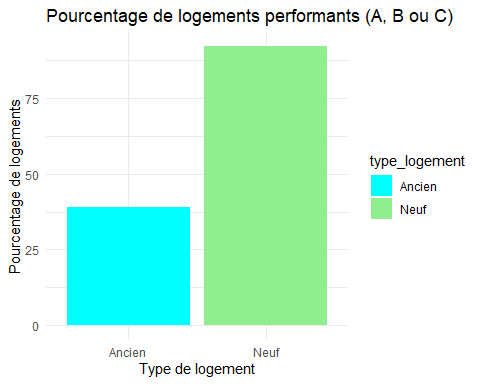 Pourcentage de logements performants (A, B ou C)
Pourcentage de logements
75
50
25
0
Ancien
Neuf
Type de logement
type_logement
Ancien
Neuf